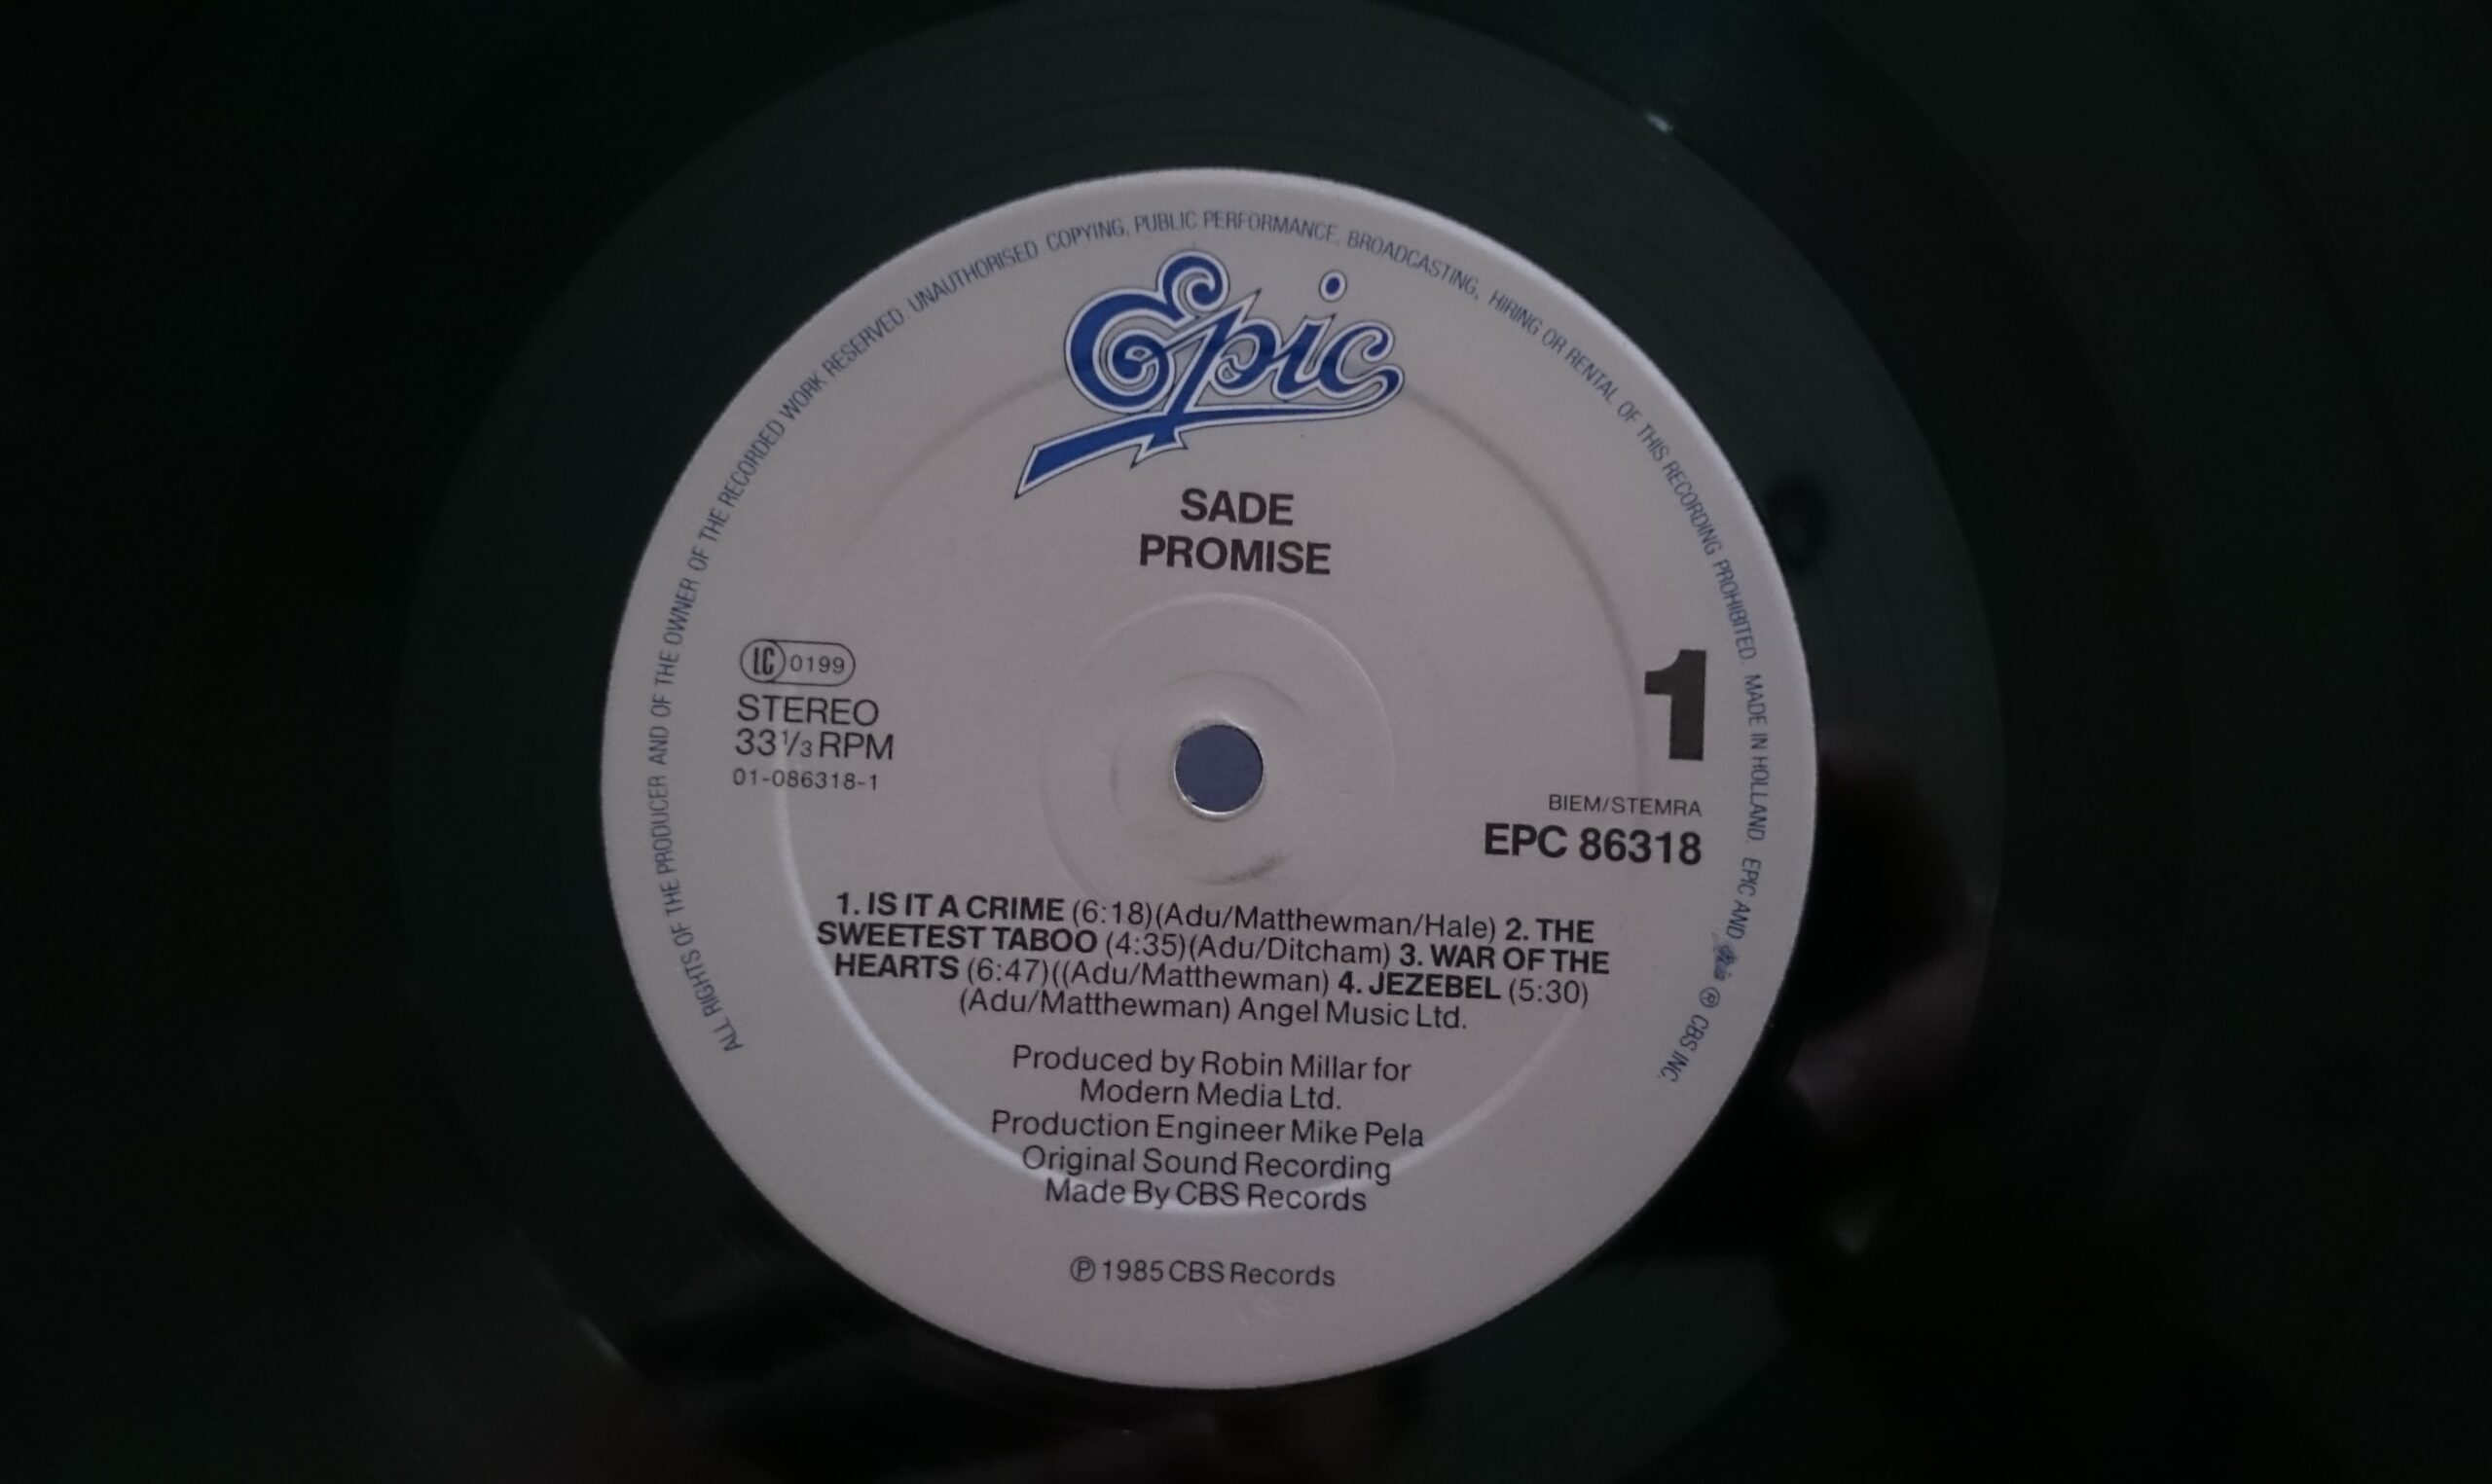 ALL RIGHTS OF THE PRODUCER AND OF THE OWNER OF THE RECORDED WORK RESERVED UNAUTHORISED COPYING, PUBLIC PERFORMANCE, BROADCASTING, HIRING OR RENTAL OF THIS RECORDING PROHIBITED. MADE IN HOLLAND. EPIC AND Epic ® CBS INC.
Epic
SADE
PROMISE
LC 0199
STEREO
33 1/3 RPM
01-086318-1
1
BIEM/STEMRA
EPC 86318
1. IS IT A CRIME (6:18)(Adu/Matthewman/Hale) 2. THE
SWEETEST TABOO (4:35)(Adu/Ditcham) 3. WAR OF THE
HEARTS (6:47)((Adu/Matthewman) 4. JEZEBEL (5:30)
(Adu/Matthewman) Angel Music Ltd.
Produced by Robin Millar for
Modern Media Ltd.
Production Engineer Mike Pela
Original Sound Recording
Made By CBS Records
℗ 1985 CBS Records